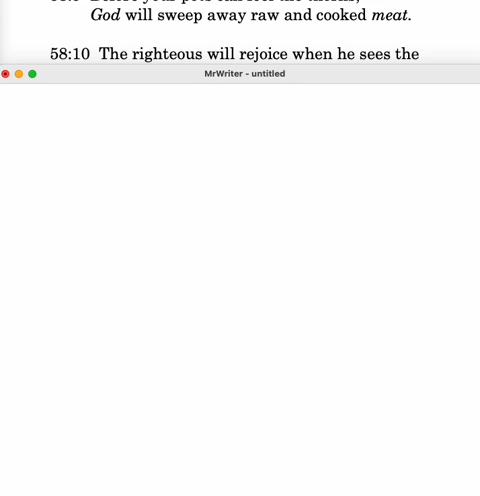 God will sweep away raw and cooked meat.
58:10 The righteous will rejoice when he sees the
MrWriter - untitled